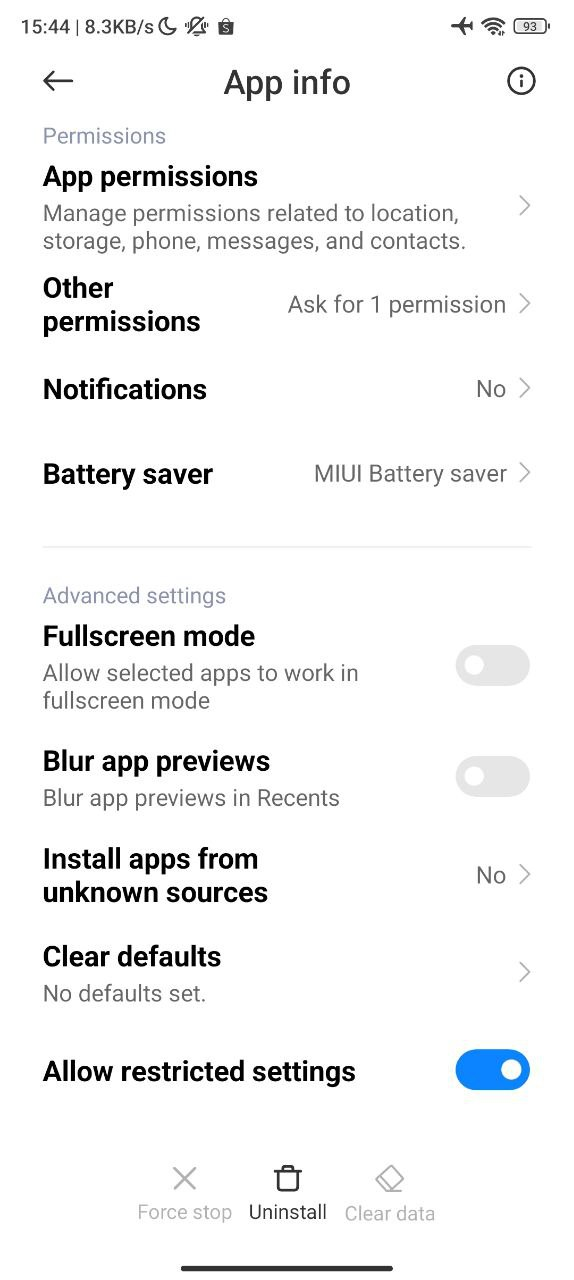 15:44 | 8.3KB/s 93
App info
Permissions
App permissions
Manage permissions related to location,
storage, phone, messages, and contacts.
Other
permissions
Ask for 1 permission
Notifications
No
Battery saver
MIUI Battery saver
Advanced settings
Fullscreen mode
Allow selected apps to work in
fullscreen mode
Blur app previews
Blur app previews in Recents
Install apps from
unknown sources
No
Clear defaults
No defaults set.
Allow restricted settings
Force stop Uninstall Clear data